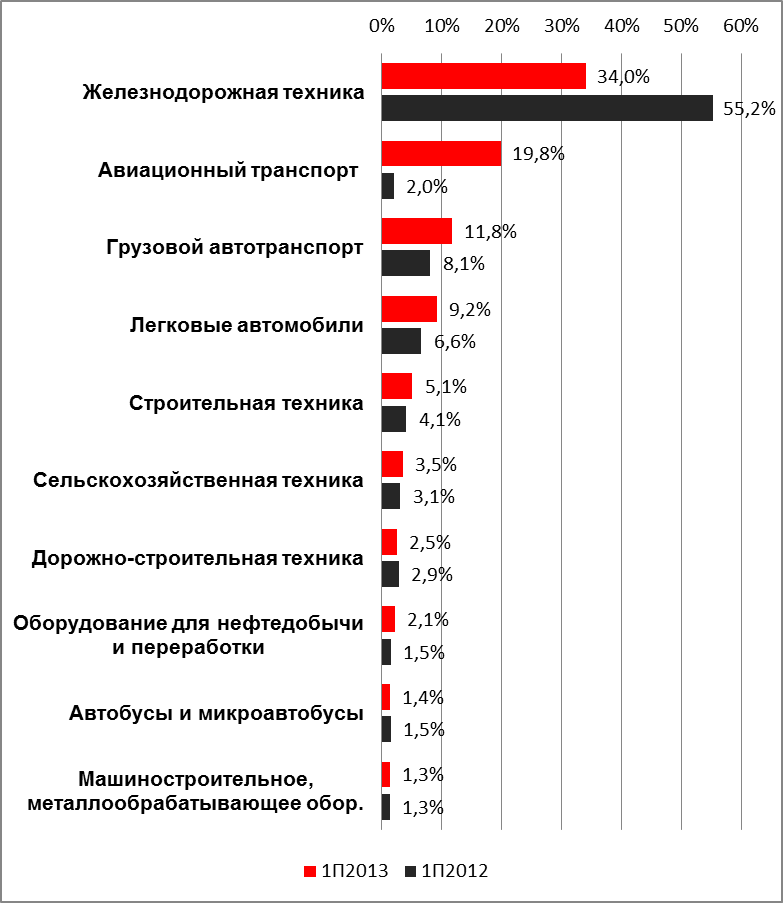 0% 10% 20% 30% 40% 50% 60%
Железнодорожная техника
34,0%
55,2%
Авиационный транспорт
19,8%
2,0%
Грузовой автотранспорт
11,8%
8,1%
Легковые автомобили
9,2%
6,6%
Строительная техника
5,1%
4,1%
Сельскохозяйственная техника
3,5%
3,1%
Дорожно-строительная техника
2,5%
2,9%
Оборудование для нефтедобычи
и переработки
2,1%
1,5%
Автобусы и микроавтобусы
1,4%
1,5%
Машиностроительное,
металлообрабатывающее обор.
1,3%
1,3%
1П2013 1П2012